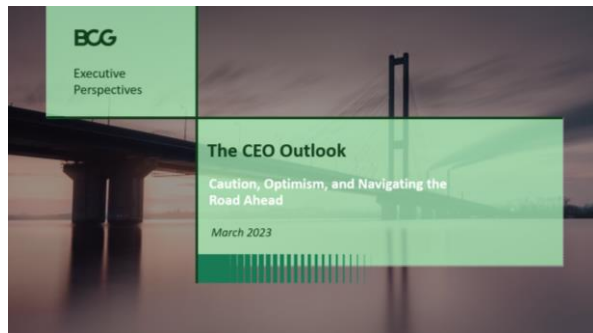 BCG
Executive
Perspectives
The CEO Outlook
Caution, Optimism, and Navigating the
Road Ahead
March 2023